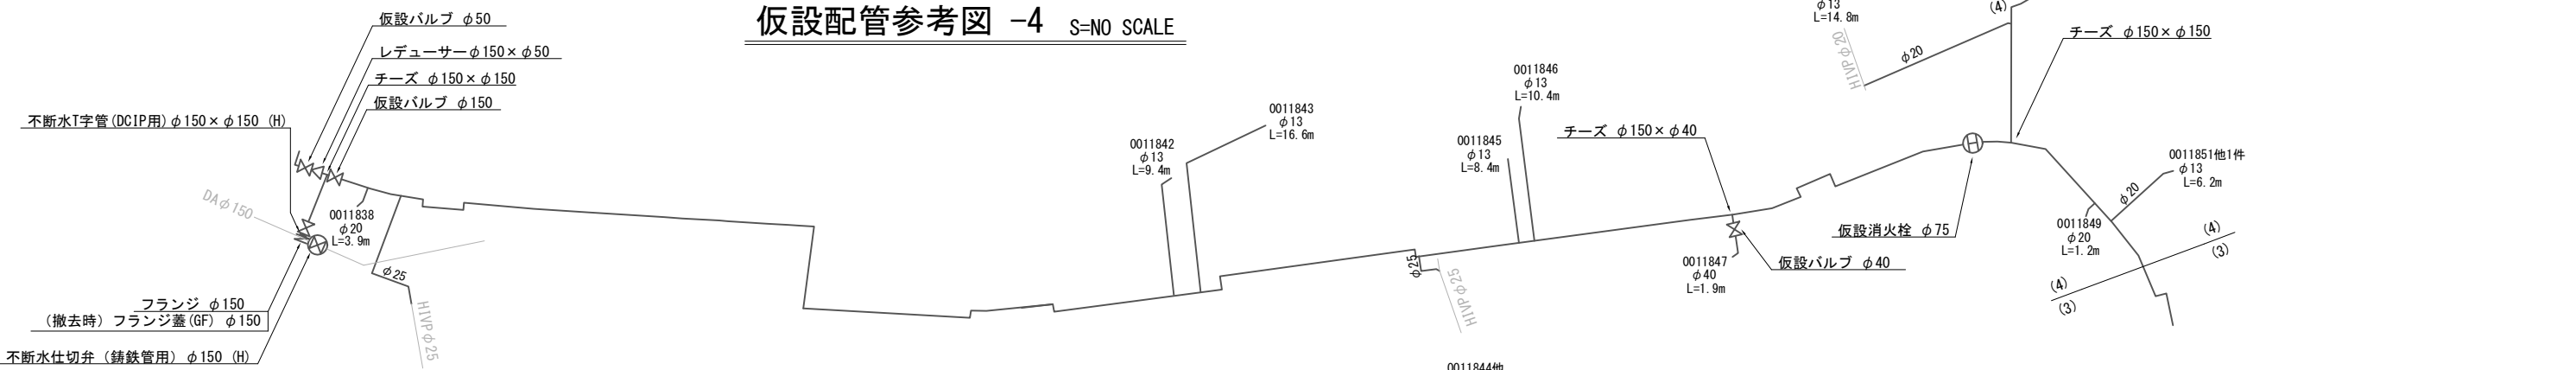 仮設配管参考図 -4 S=NO SCALE
仮設バルブ φ50
レデューサーφ150×φ50
チーズ φ150×φ150
仮設バルブ φ150
不断水T字管(DCIP用)φ150×φ150 (H)
DAφ150
0011838
φ20
L=3.9m
φ25
HIVPφ25
フランジ φ150
(撤去時) フランジ蓋(GF) φ150
不断水仕切弁 (鋳鉄管用) φ150 (H)
0011842
φ13
L=9.4m
0011843
φ13
L=16.6m
0011845
φ13
L=8.4m
0011846
φ13
L=10.4m
φ25
HIVPφ25
0011844他
チーズ φ150×φ40
0011847
φ40
L=1.9m
仮設バルブ φ40
仮設消火栓 φ75
φ13
L=14.8m
HIVPφ20
φ20
(4)
チーズ φ150×φ150
0011851他1件
φ13
L=6.2m
φ20
0011849
φ20
L=1.2m
(4)
(3)
(4)
(3)